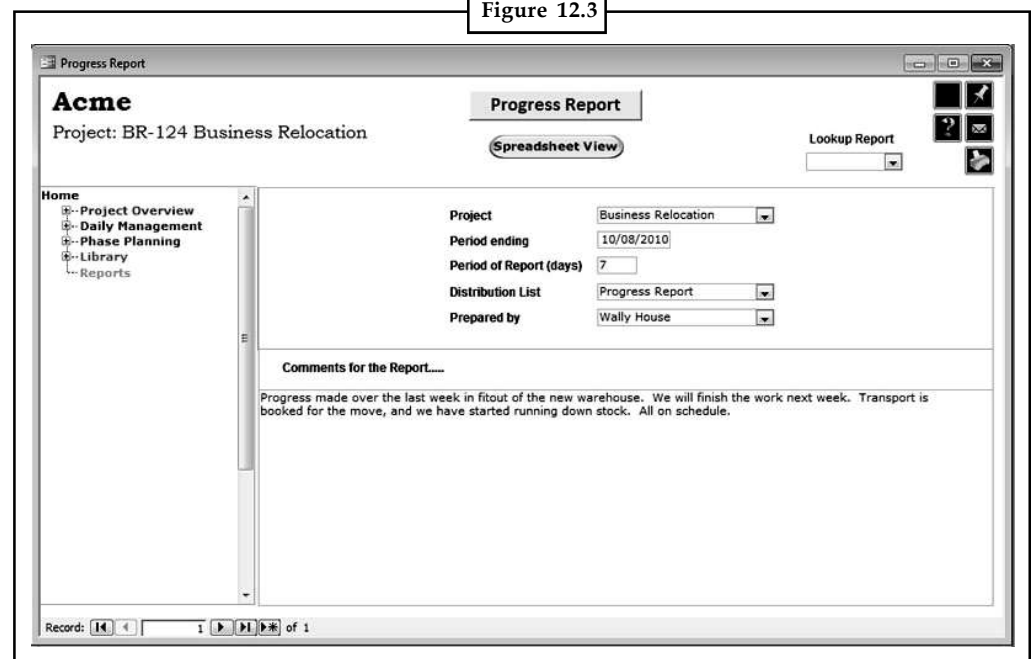 Figure 12.3
Progress Report
Acme
Progress Report
Project: BR-124 Business Relocation
Spreadsheet View
Lookup Report
?
Home
Project Overview
Daily Management
Phase Planning
Library
Reports
Project Business Relocation
Period ending 10/08/2010
Period of Report (days) 7
Distribution List Progress Report
Prepared by Wally House
Comments for the Report.....
Progress made over the last week in fitout of the new warehouse. We will finish the work next week. Transport is
booked for the move, and we have started running down stock. All on schedule.
Record: 1 of 1